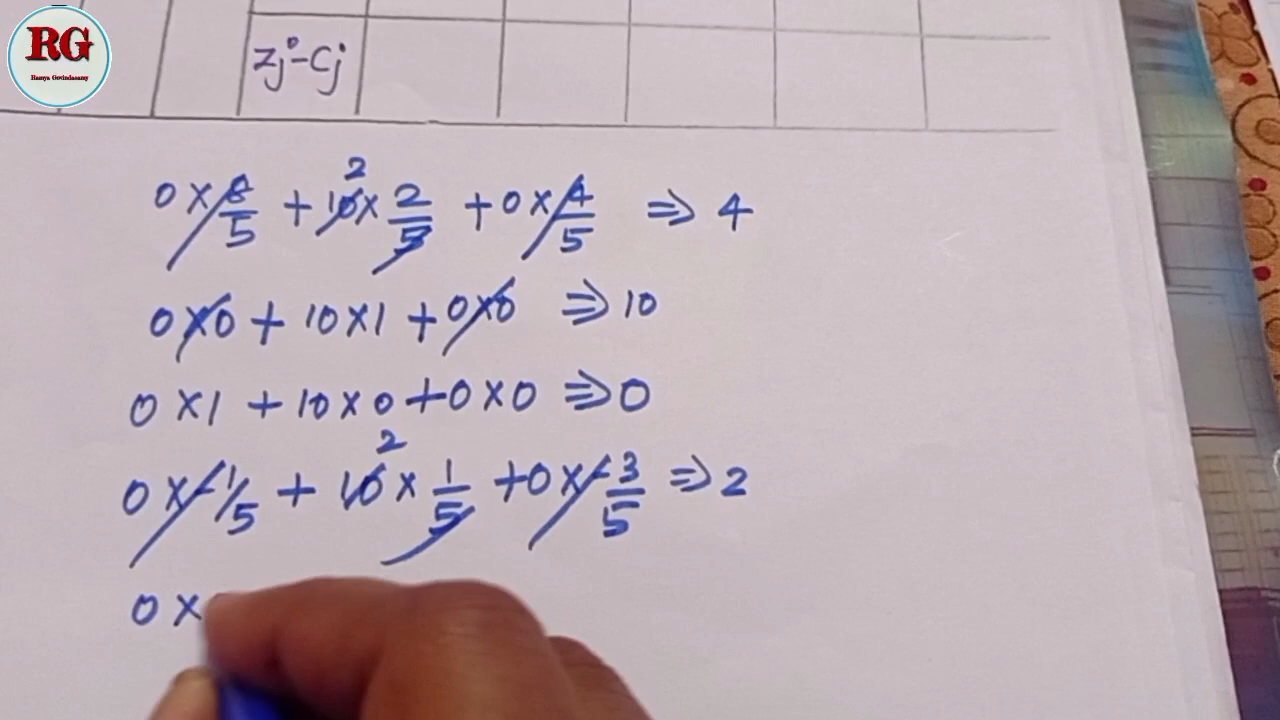 RG
Ramya Govindasamy
Zj-Cj
0 × 8/5 + 10 × 2/5 + 0 × 4/5 ⇒ 4
2
0×0 + 10×1 + 0×0 ⇒ 10
0 ×1 + 10×0 + 0×0 ⇒ 0
2
0 × -1/5 + 10 × 1/5 + 0 × -3/5 ⇒ 2
0 ×